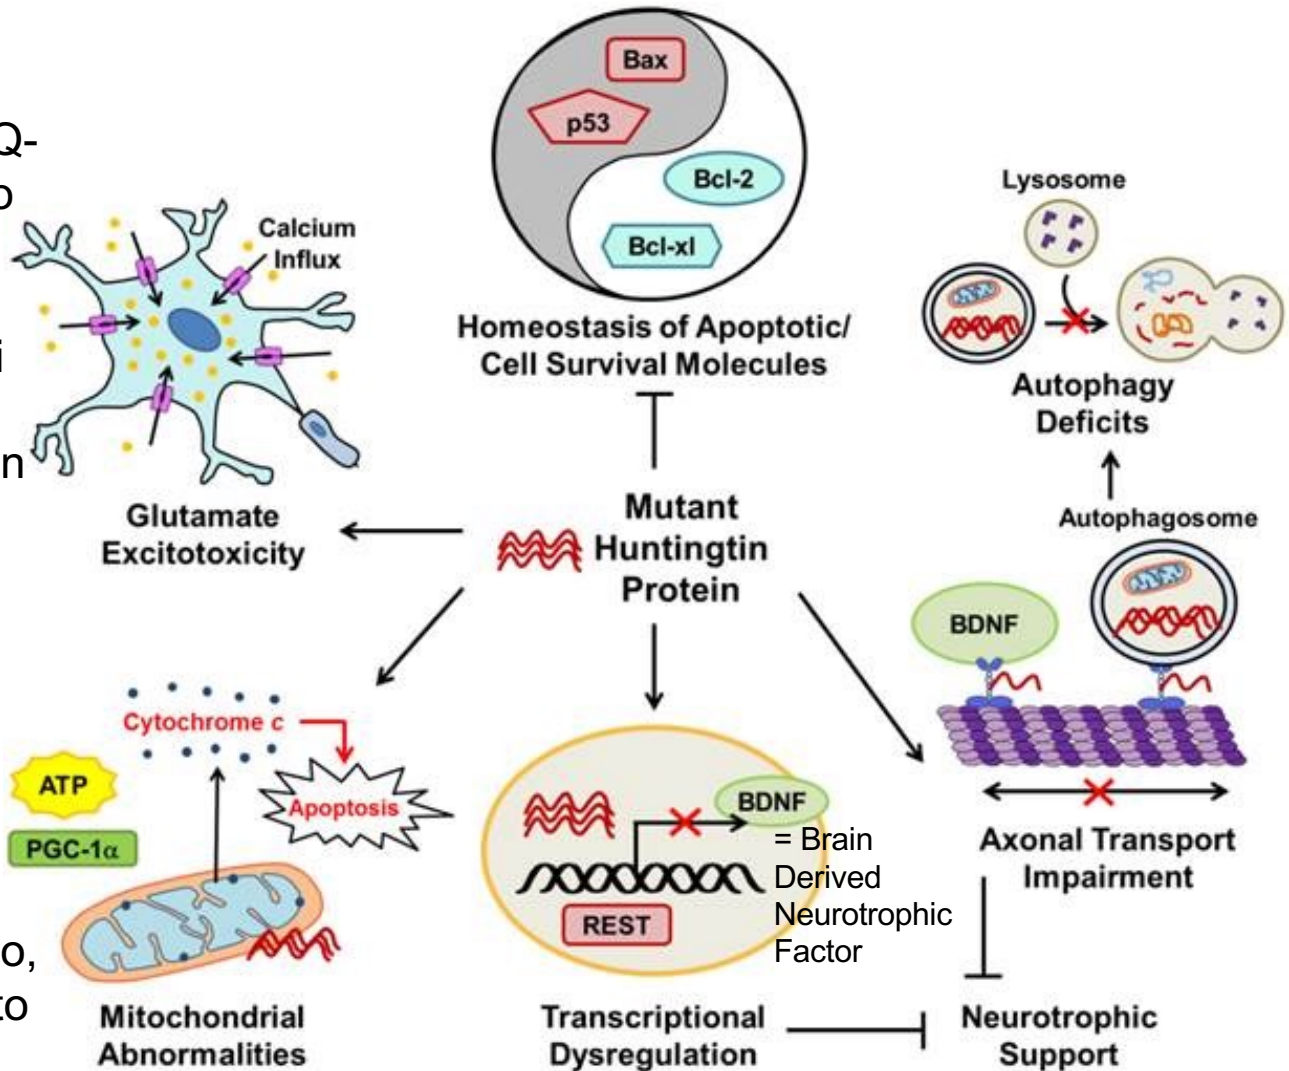 Q-
o
i
n
o,
to
Bax
p53
Bcl-2
Bcl-xl
Homeostasis of Apoptotic/
Cell Survival Molecules
Calcium
Influx
Glutamate
Excitotoxicity
Lysosome
Autophagy
Deficits
Autophagosome
Mutant
Huntingtin
Protein
BDNF
Axonal Transport
Impairment
Cytochrome c
Apoptosis
ATP
PGC-1α
Mitochondrial
Abnormalities
BDNF
= Brain
Derived
Neurotrophic
Factor
REST
Transcriptional
Dysregulation
Neurotrophic
Support